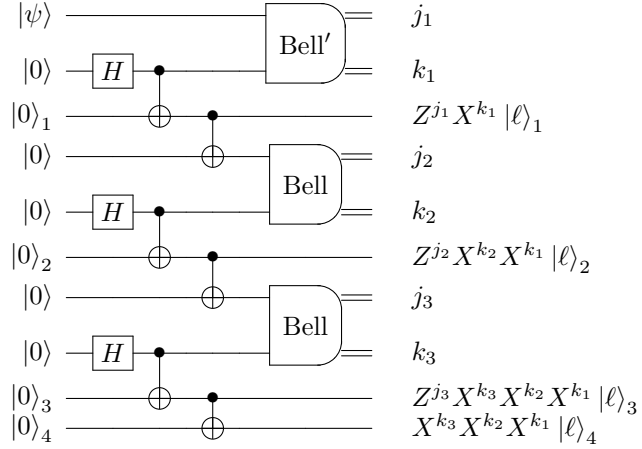 |ψ⟩ Bell′ j₁
|0⟩ H k₁
|0⟩₁ Z^{j₁} X^{k₁} |ℓ⟩₁
|0⟩ j₂
Bell
|0⟩ H k₂
|0⟩₂ Z^{j₂} X^{k₂} X^{k₁} |ℓ⟩₂
|0⟩ j₃
Bell
|0⟩ H k₃
|0⟩₃ Z^{j₃} X^{k₃} X^{k₂} X^{k₁} |ℓ⟩₃
|0⟩₄ X^{k₃} X^{k₂} X^{k₁} |ℓ⟩₄